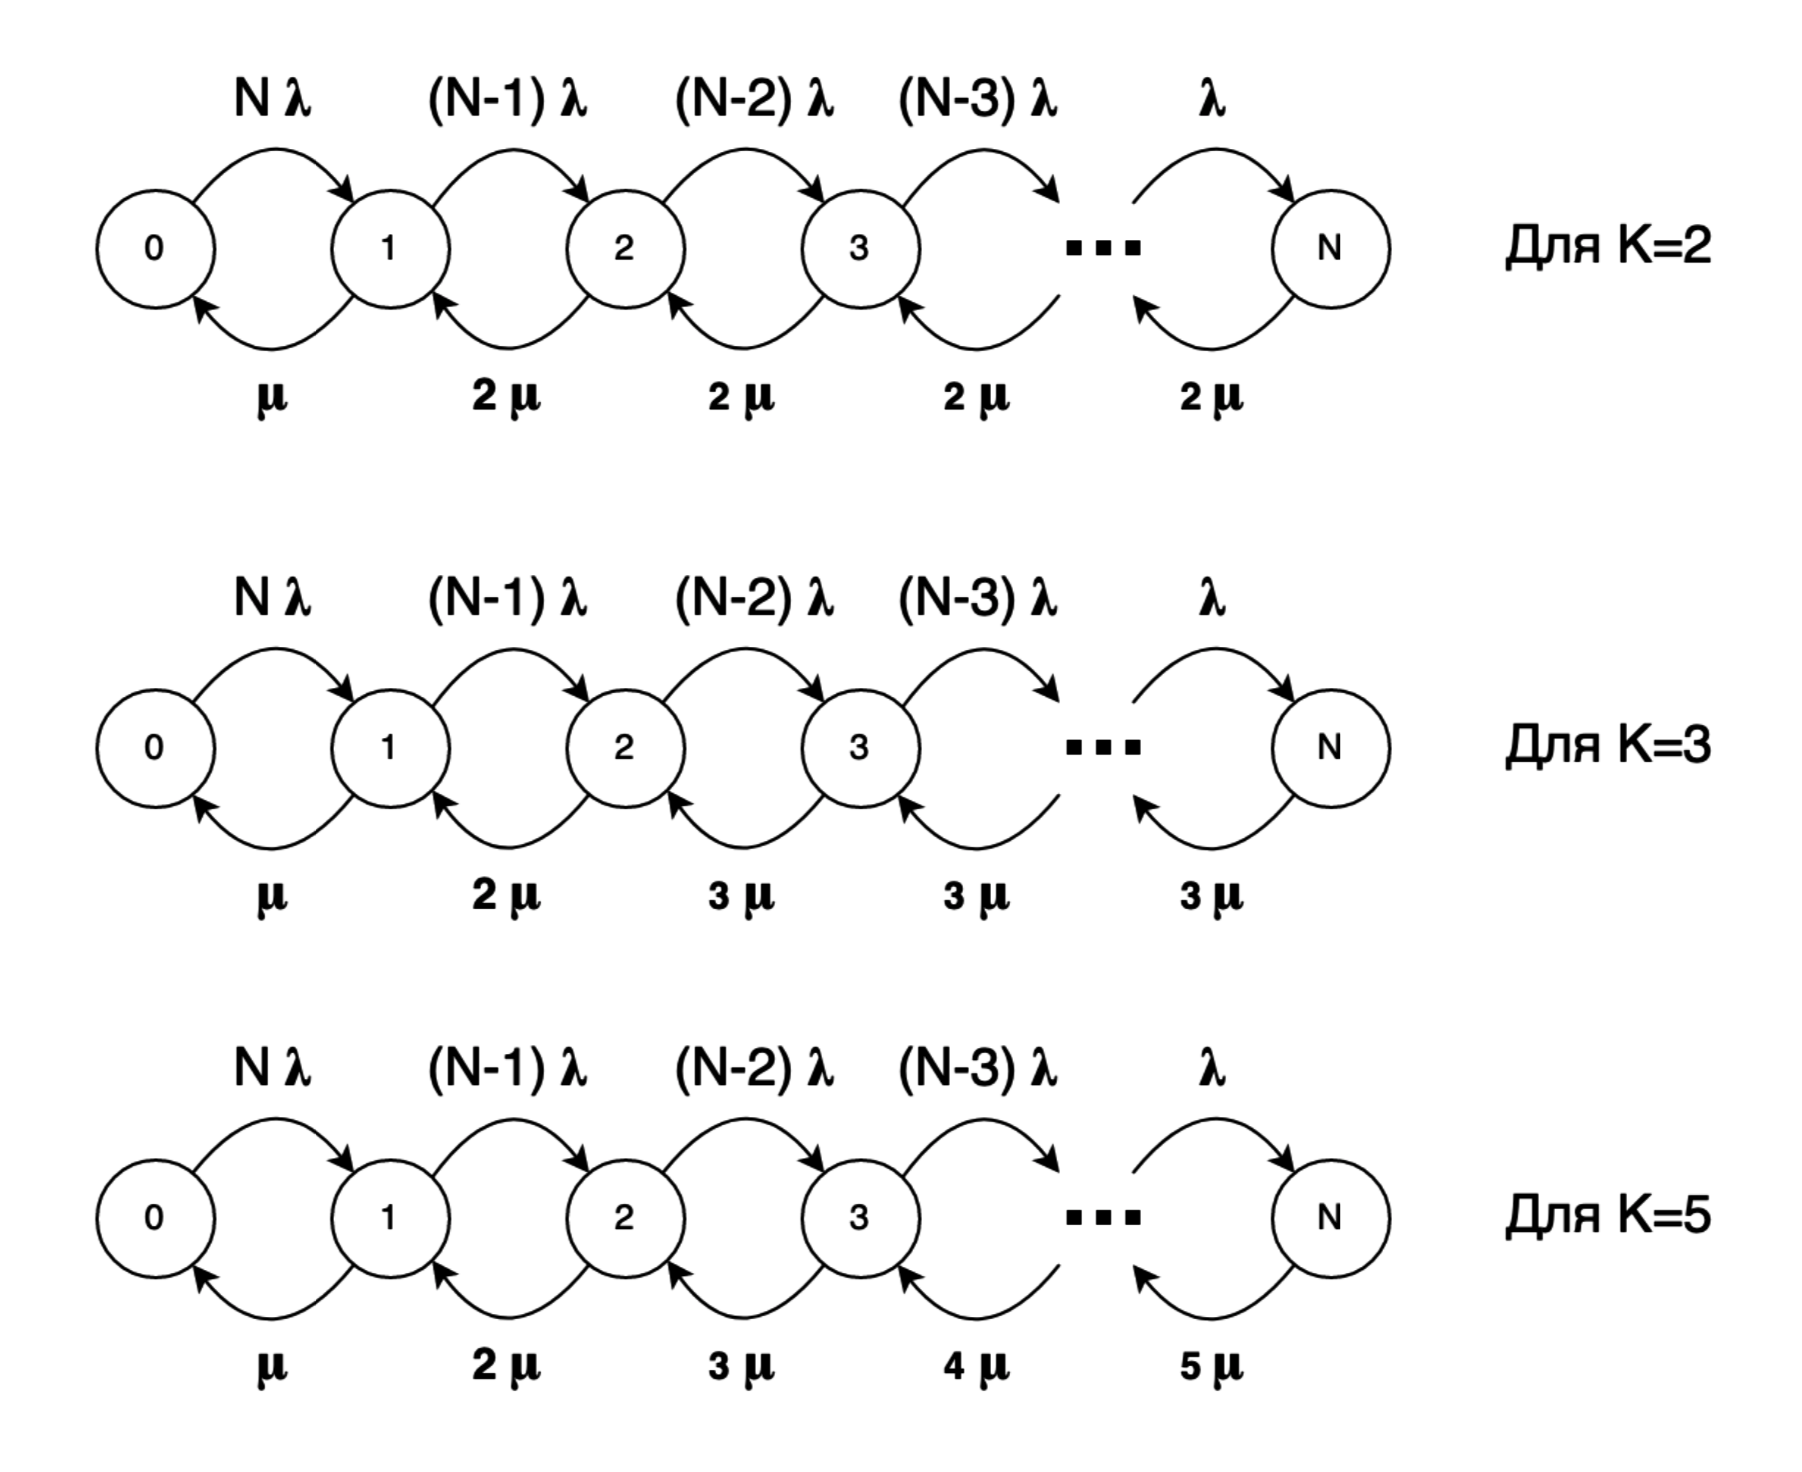 N λ (N-1) λ (N-2) λ (N-3) λ λ
0 1 2 3 ... N Для K=2
μ 2 μ 2 μ 2 μ 2 μ
N λ (N-1) λ (N-2) λ (N-3) λ λ
0 1 2 3 ... N Для K=3
μ 2 μ 3 μ 3 μ 3 μ
N λ (N-1) λ (N-2) λ (N-3) λ λ
0 1 2 3 ... N Для K=5
μ 2 μ 3 μ 4 μ 5 μ